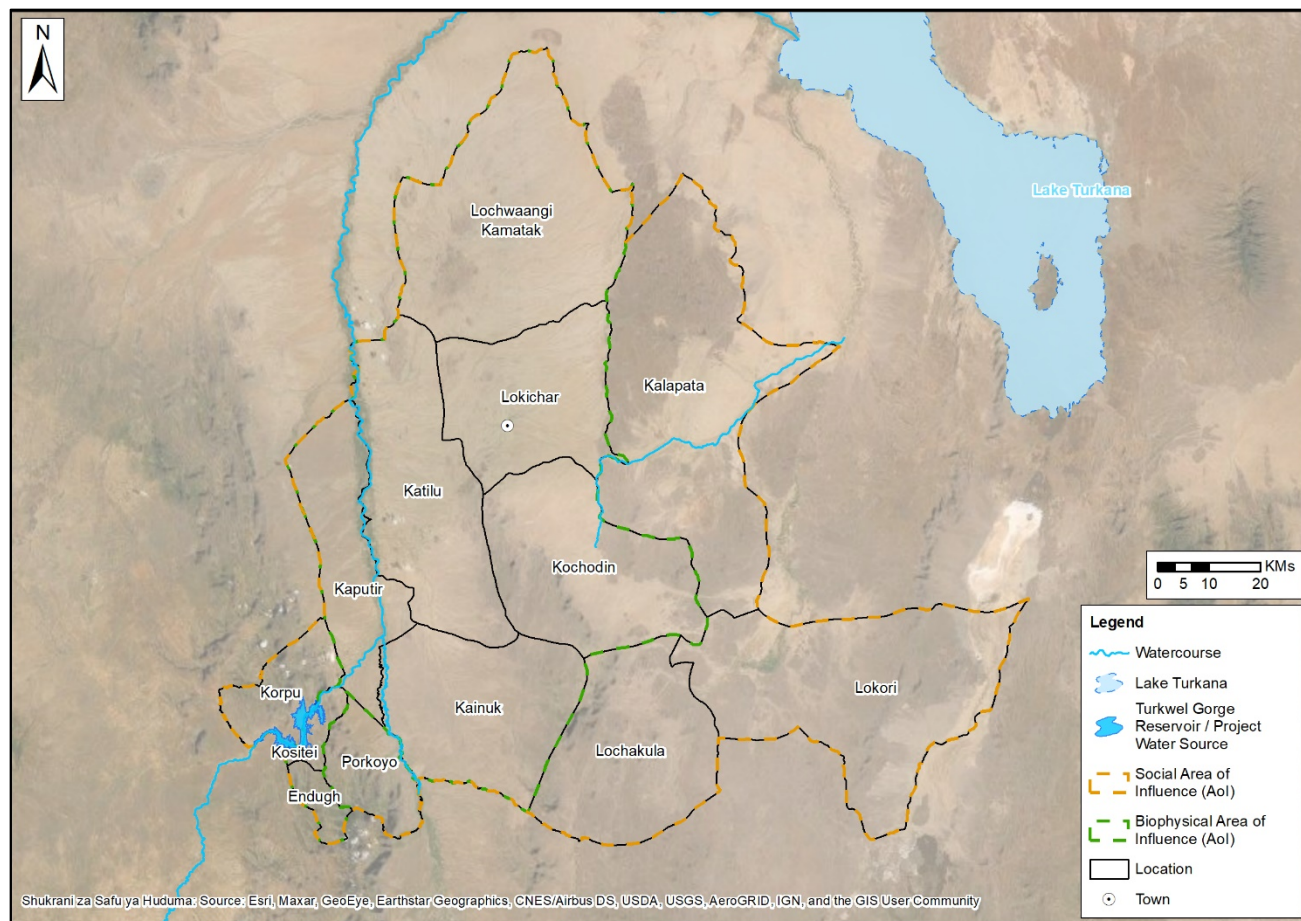 N
Lake Turkana
Lochwaangi
Kamatak
Lokichar
Kalapata
Katilu
Kochodin
Kaputir
Korpu
Kainuk
Lokori
Kositei
Porkoyo
Lochakula
Endugh
KMs
0 5 10 20
Legend
Watercourse
Lake Turkana
Turkwel Gorge
Reservoir / Project
Water Source
Social Area of
Influence (AoI)
Biophysical Area of
Influence (AoI)
Location
Town
Shukrani za Safu ya Huduma: Source: Esri, Maxar, GeoEye, Earthstar Geographics, CNES/Airbus DS, USDA, USGS, AeroGRID, IGN, and the GIS User Community